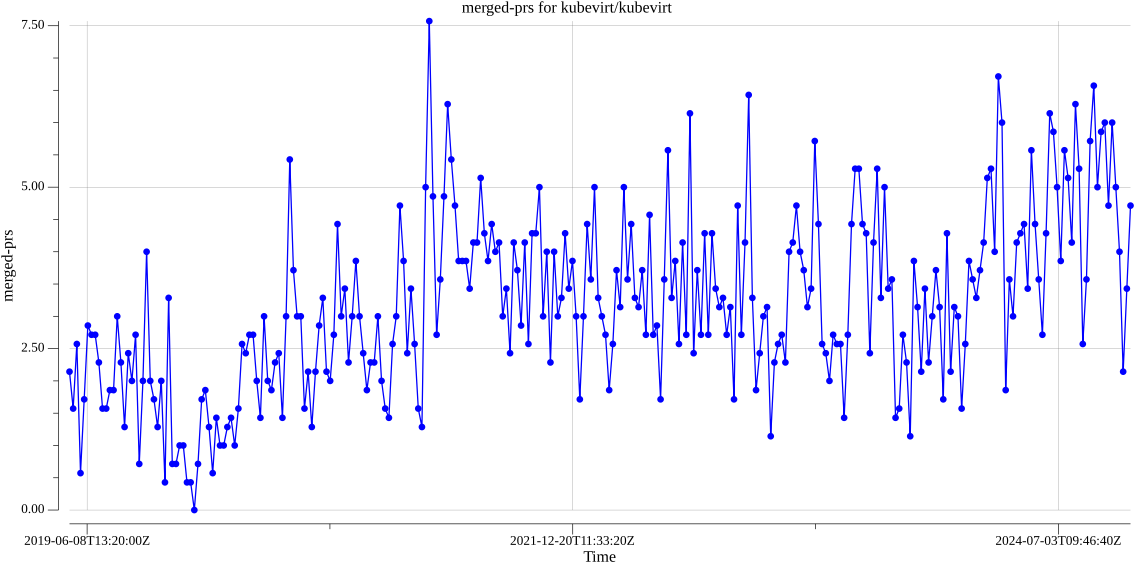 merged-prs for kubevirt/kubevirt
7.50
5.00
2.50
0.00
merged-prs
2019-06-08T13:20:00Z
2021-12-20T11:33:20Z
2024-07-03T09:46:40Z
Time